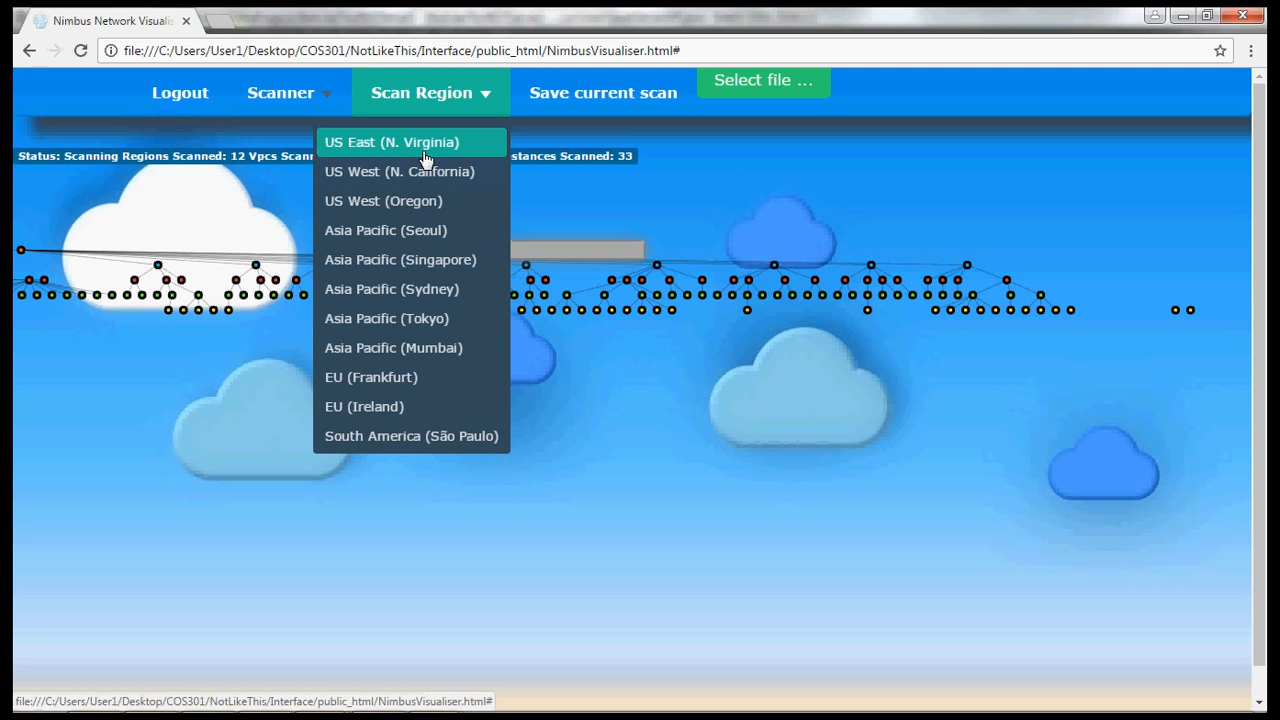 Nimbus Network Visualis
file:///C:/Users/User1/Desktop/COS301/NotLikeThis/Interface/public_html/NimbusVisualiser.html#
Logout Scanner Scan Region Save current scan Select file ...
Status: Scanning Regions Scanned: 12 Vpcs Scann stances Scanned: 33
US East (N. Virginia)
US West (N. California)
US West (Oregon)
Asia Pacific (Seoul)
Asia Pacific (Singapore)
Asia Pacific (Sydney)
Asia Pacific (Tokyo)
Asia Pacific (Mumbai)
EU (Frankfurt)
EU (Ireland)
South America (São Paulo)
file:///C:/Users/User1/Desktop/COS301/NotLikeThis/Interface/public_html/NimbusVisualiser.html#